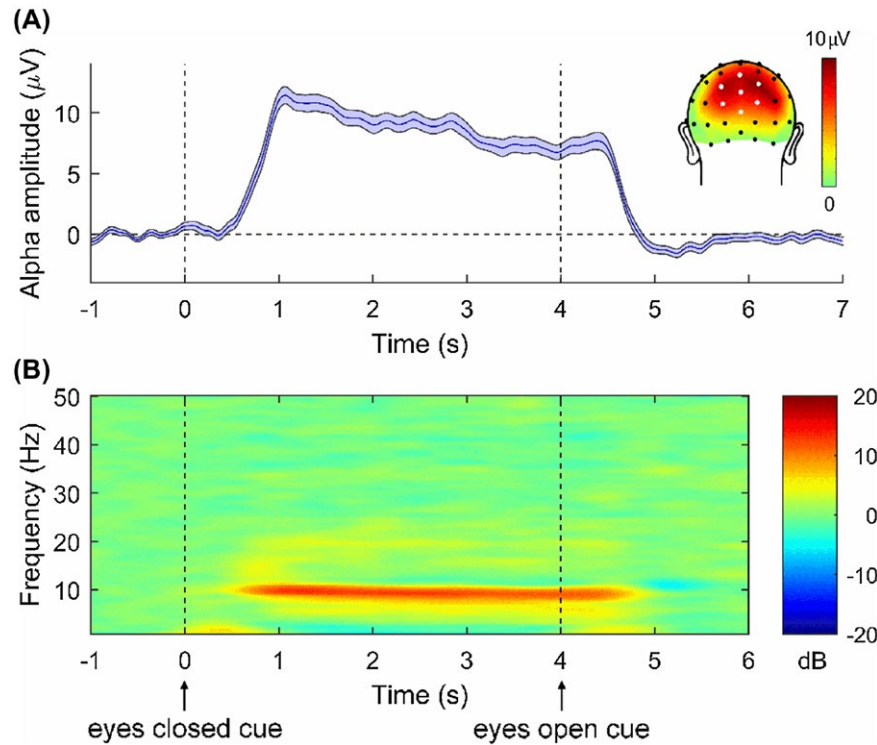 (A)
Alpha amplitude (μV)
10
5
0
10 μV
0
-1 0 1 2 3 4 5 6 7
Time (s)
(B)
Frequency (Hz)
50
40
30
20
10
20
10
0
-10
-20
dB
-1 0 1 2 3 4 5 6
Time (s)
eyes closed cue
eyes open cue